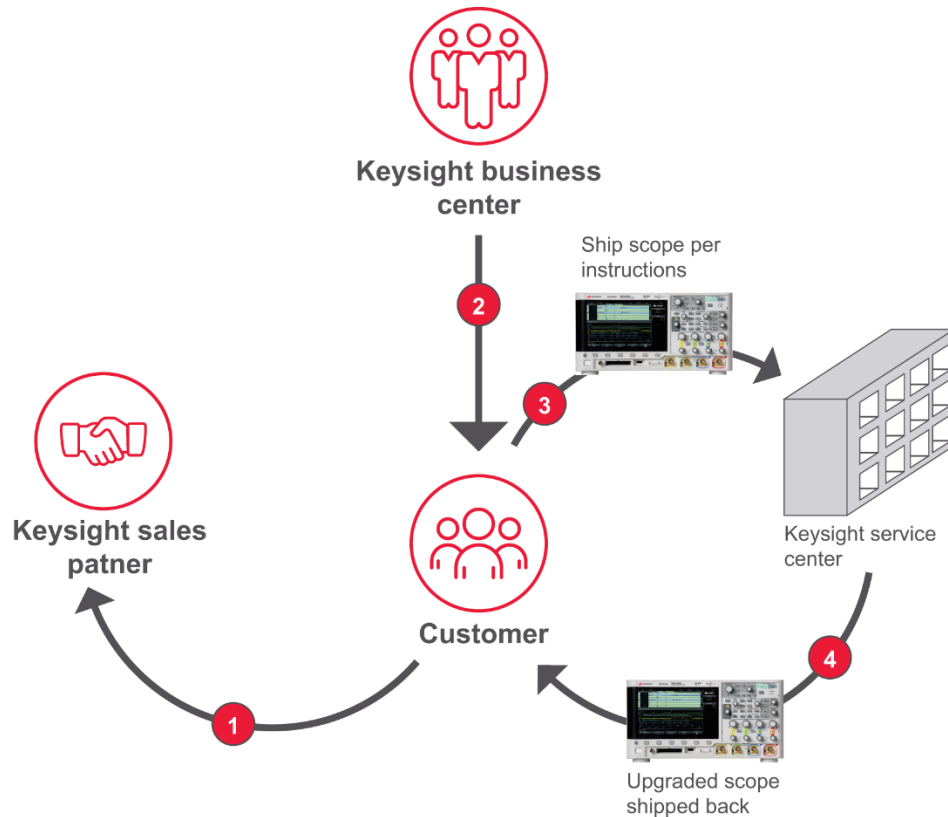 Keysight business
center
Ship scope per
instructions
2
3
Keysight sales
patner
Keysight service
center
Customer
4
1
Upgraded scope
shipped back